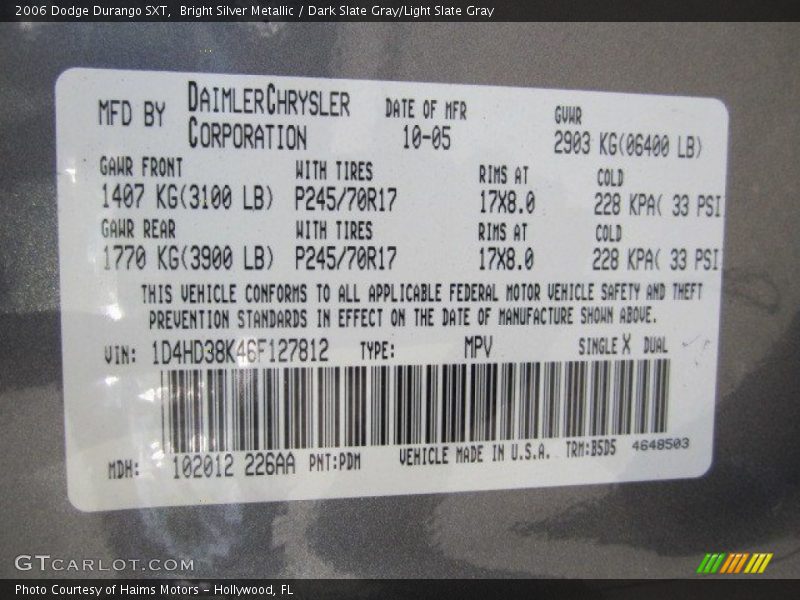 2006 Dodge Durango SXT,  Bright Silver Metallic / Dark Slate Gray/Light Slate Gray
MFD BY DAIMLERCHRYSLER CORPORATION DATE OF MFR 10-05 GVWR 2903 KG(06400 LB)
GAWR FRONT WITH TIRES RIMS AT COLD
1407 KG(3100 LB) P245/70R17 17X8.0 228 KPA( 33 PSI
GAWR REAR WITH TIRES RIMS AT COLD
1770 KG(3900 LB) P245/70R17 17X8.0 228 KPA( 33 PSI
THIS VEHICLE CONFORMS TO ALL APPLICABLE FEDERAL MOTOR VEHICLE SAFETY AND THEFT
PREVENTION STANDARDS IN EFFECT ON THE DATE OF MANUFACTURE SHOWN ABOVE.
VIN: 1D4HD38K46F127812 TYPE: MPV SINGLE X DUAL
MDH: 102012 226AA PNT:PDM VEHICLE MADE IN U.S.A. TRM:BSD5 4648503
GTCARLOT.COM
Photo Courtesy of Haims Motors - Hollywood, FL